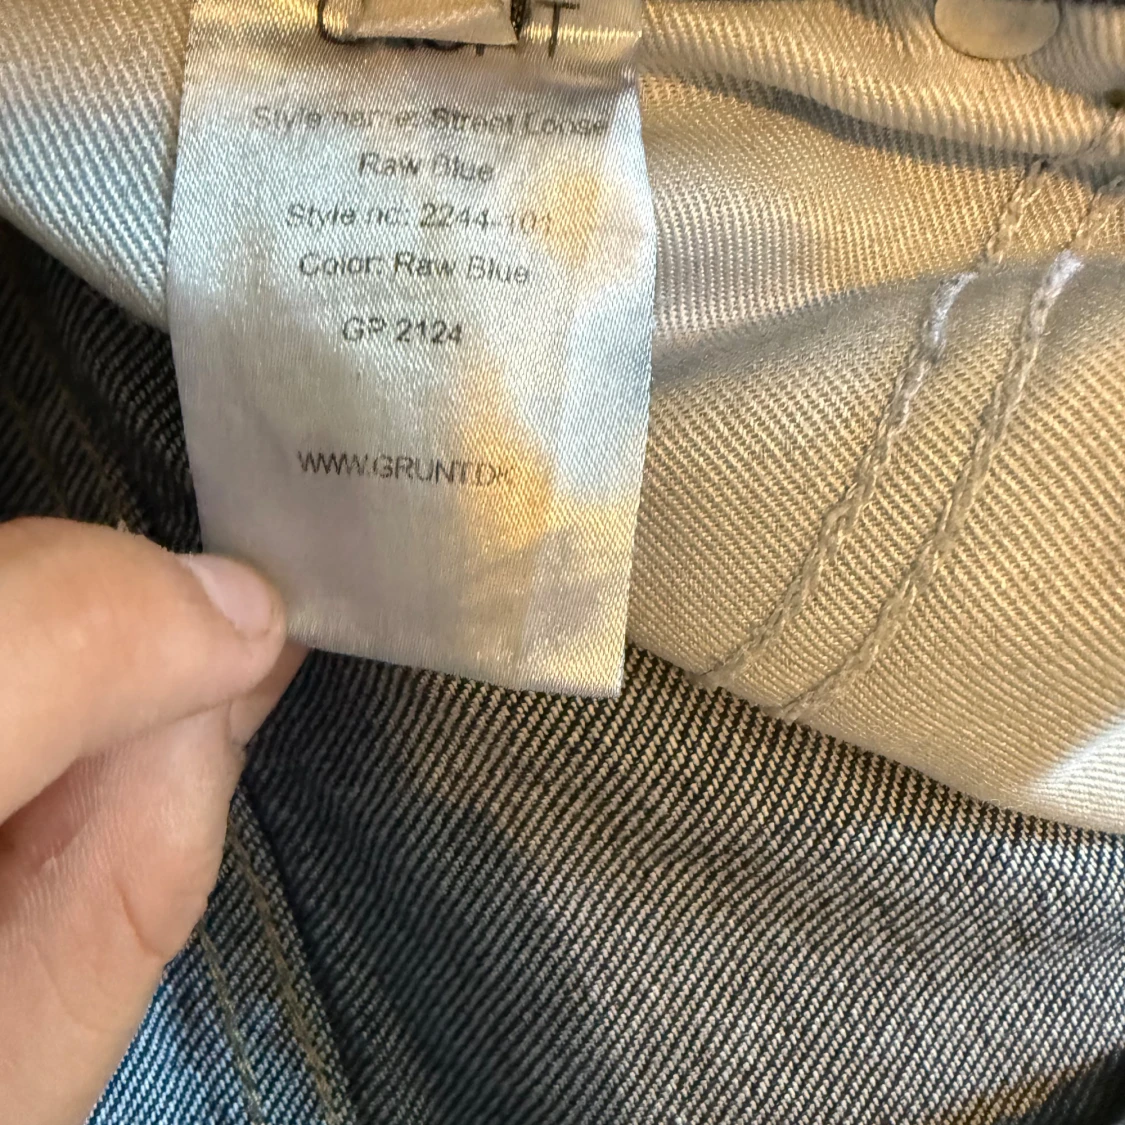 Style name: Street Loose
Raw Blue
Style no: 2244-101
Color: Raw Blue
GP 2124
WWW.GRUNT.DK